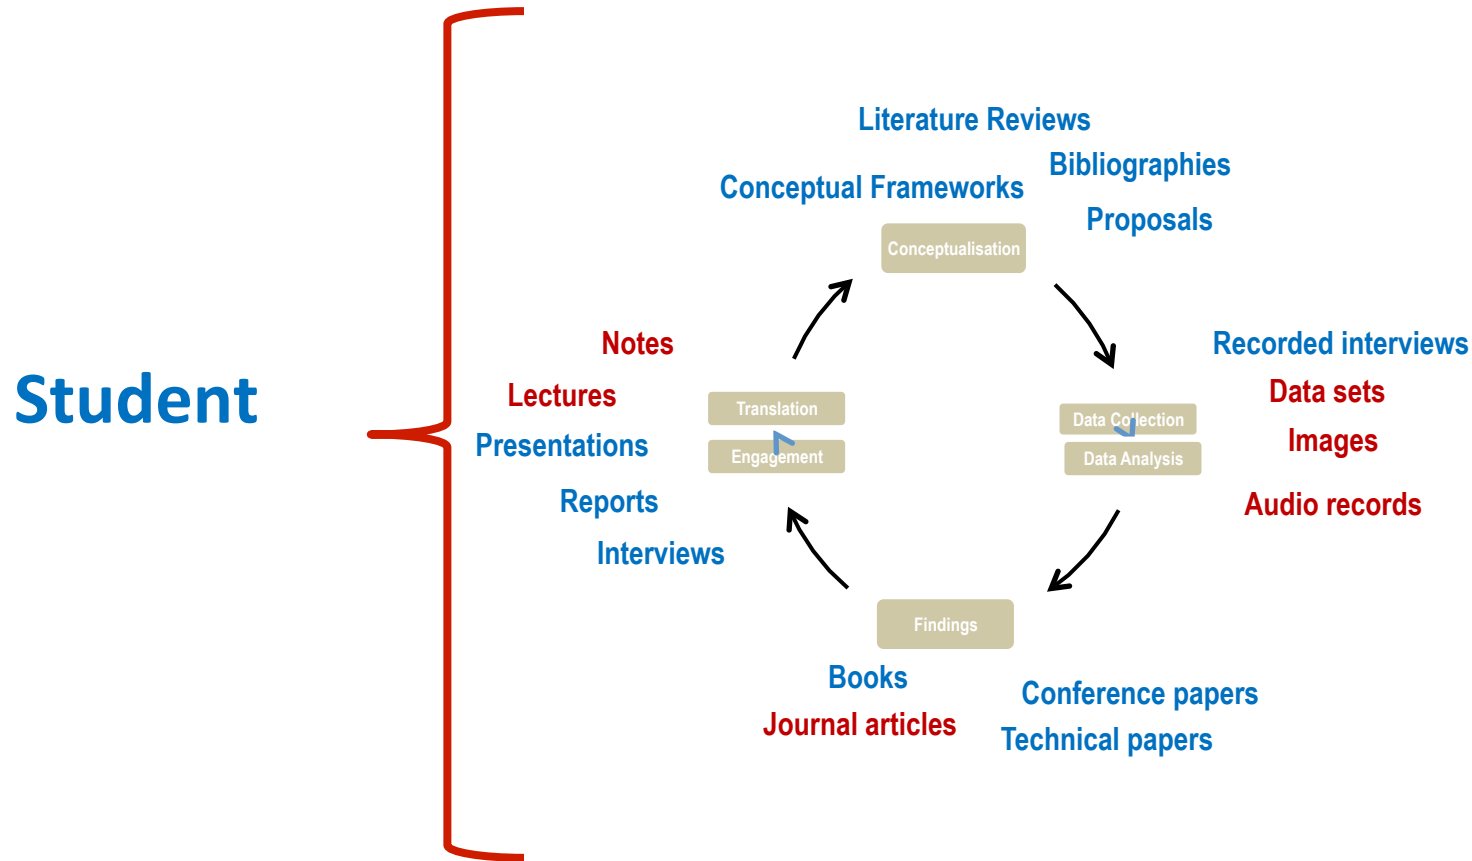 Student
Literature Reviews
Bibliographies
Conceptual Frameworks
Proposals
Conceptualisation
Notes
Lectures
Presentations
Reports
Interviews
Translation
Engagement
Recorded interviews
Data sets
Images
Audio records
Data Collection
Data Analysis
Findings
Books
Journal articles
Conference papers
Technical papers